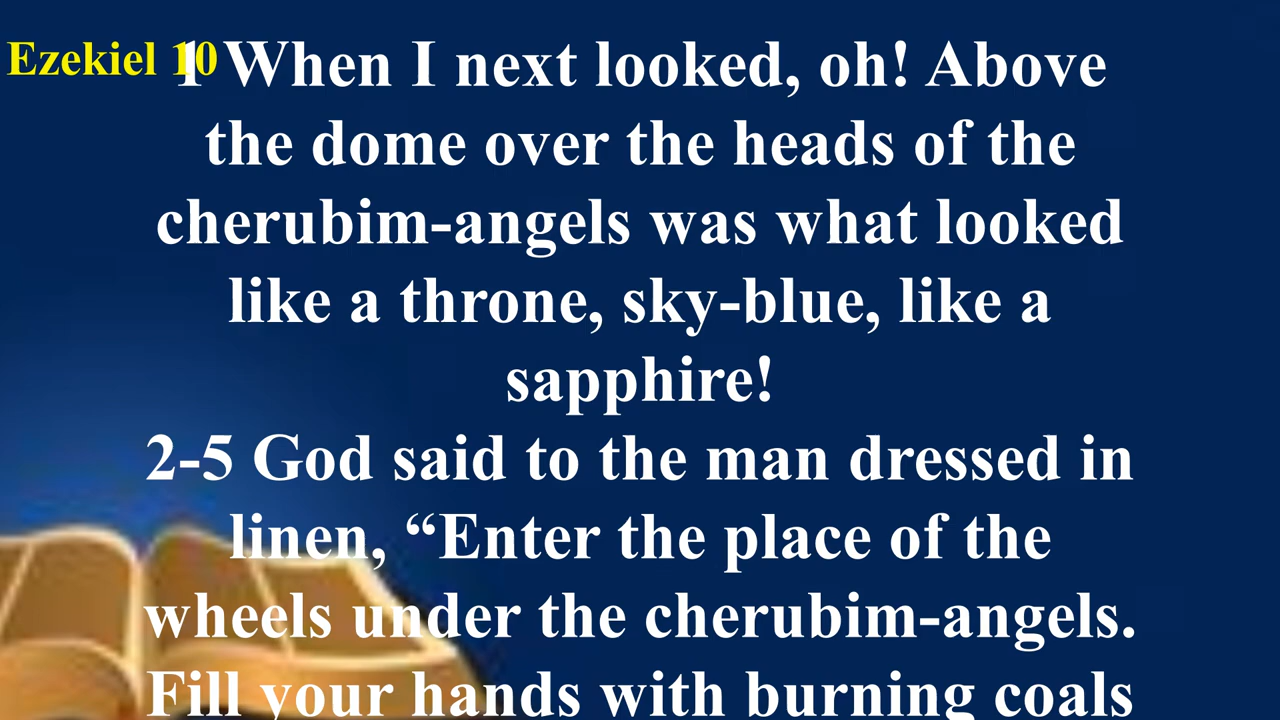 Ezekiel 10
1 When I next looked, oh! Above
the dome over the heads of the
cherubim-angels was what looked
like a throne, sky-blue, like a
sapphire!
2-5 God said to the man dressed in
linen, “Enter the place of the
wheels under the cherubim-angels.
Fill your hands with burning coals